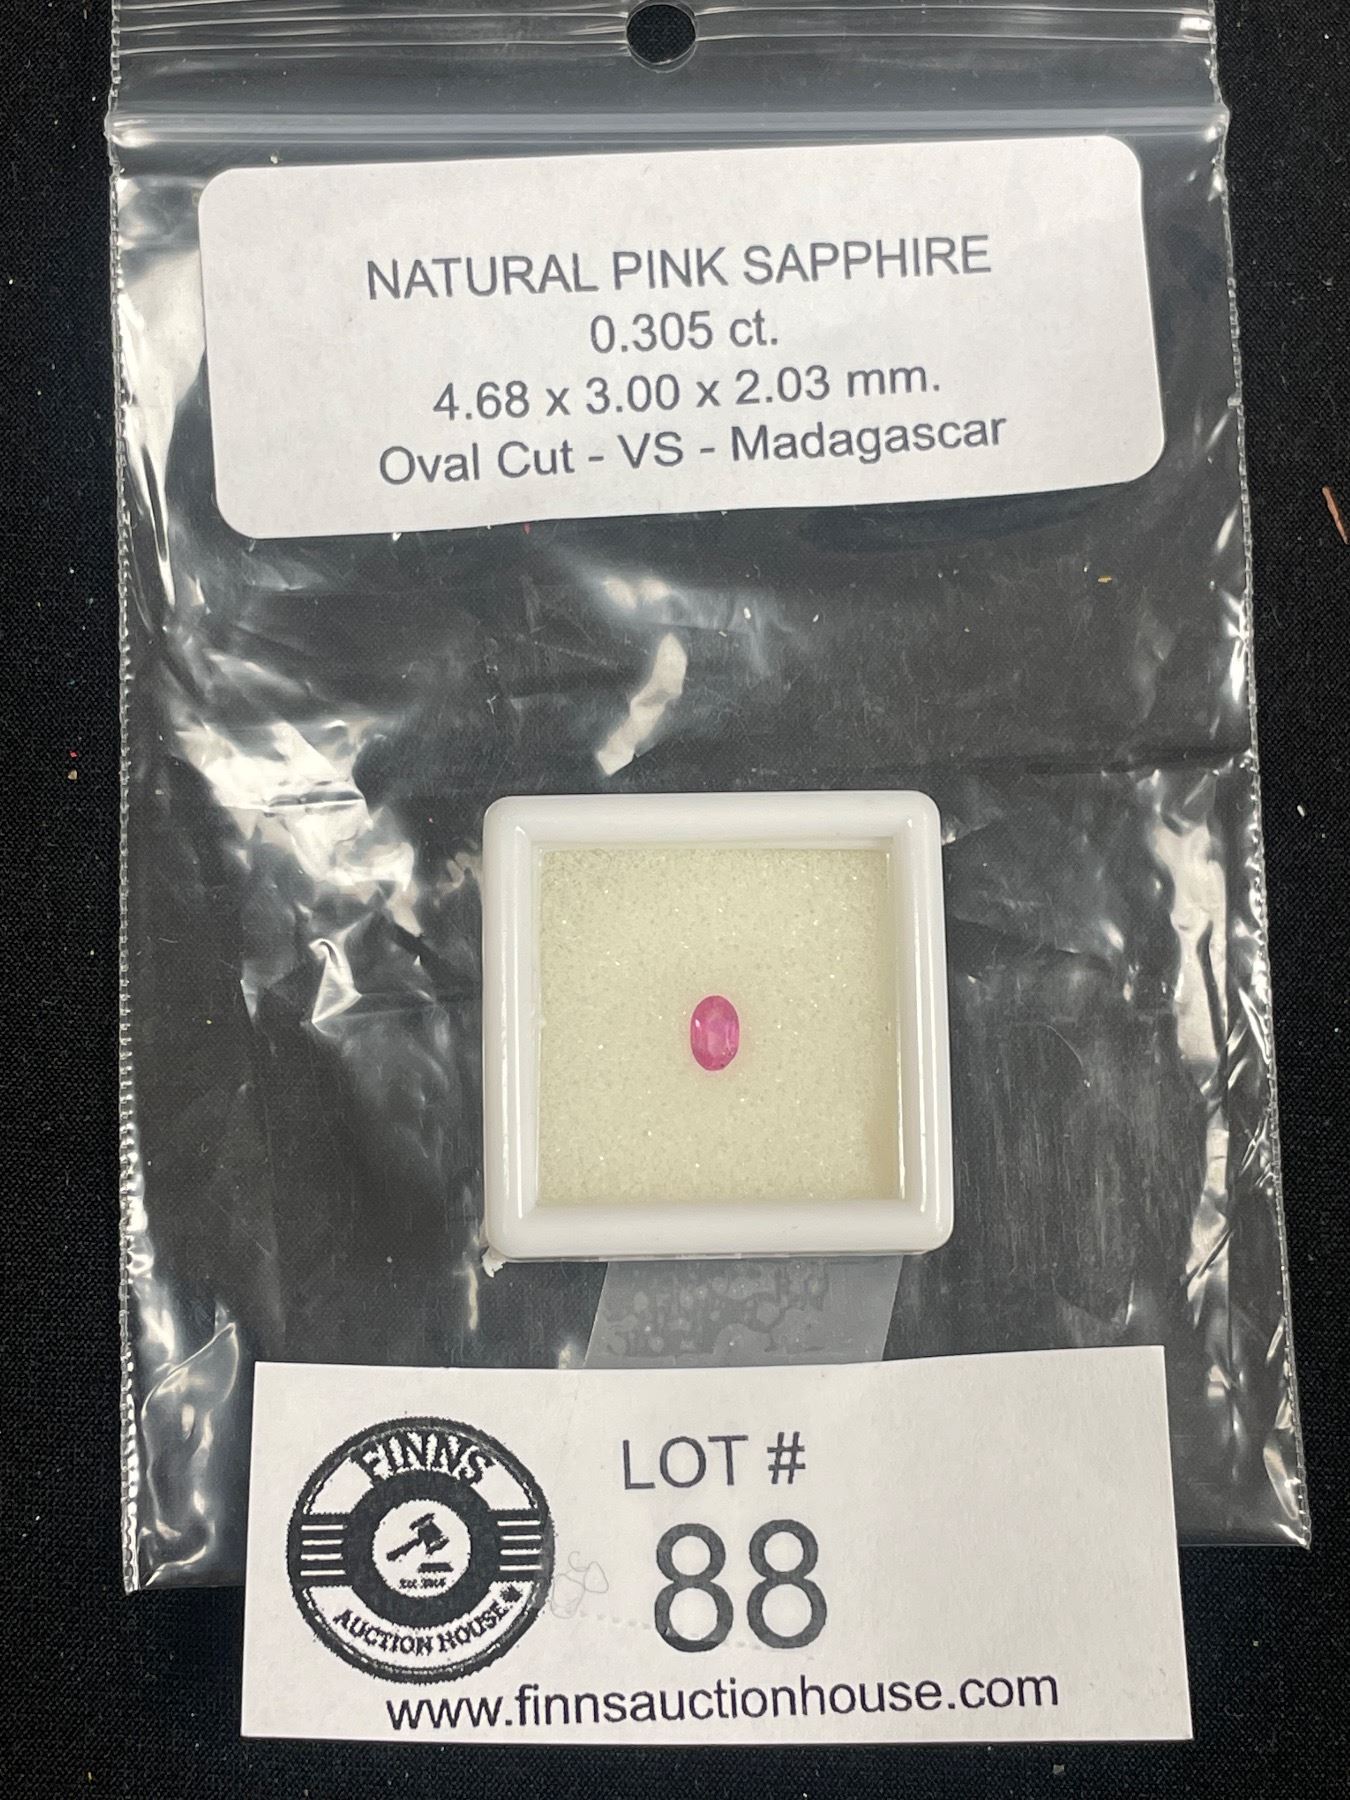 NATURAL PINK SAPPHIRE
0.305 ct.
4.68 x 3.00 x 2.03 mm.
Oval Cut - VS - Madagascar
FINNS
AUCTION HOUSE
LOT #
88
www.finnsauctionhouse.com